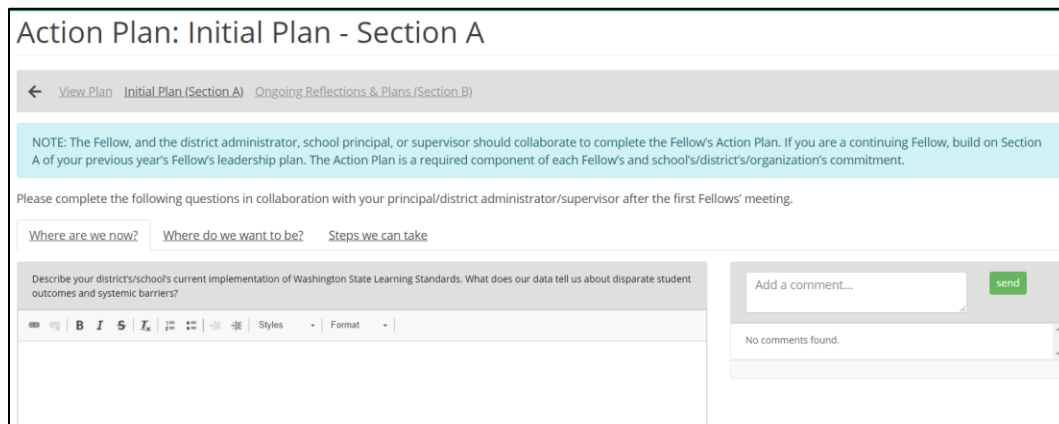 Action Plan: Initial Plan - Section A
View Plan Initial Plan (Section A) Ongoing Reflections & Plans (Section B)
NOTE: The Fellow, and the district administrator, school principal, or supervisor should collaborate to complete the Fellow's Action Plan. If you are a continuing Fellow, build on Section
A of your previous year's Fellow's leadership plan. The Action Plan is a required component of each Fellow's and school's/district's/organization's commitment.
Please complete the following questions in collaboration with your principal/district administrator/supervisor after the first Fellows' meeting.
Where are we now? Where do we want to be? Steps we can take
Describe your district's/school's current implementation of Washington State Learning Standards. What does our data tell us about disparate student
outcomes and systemic barriers?
Add a comment...
send
B I S Tx Styles Format
No comments found.